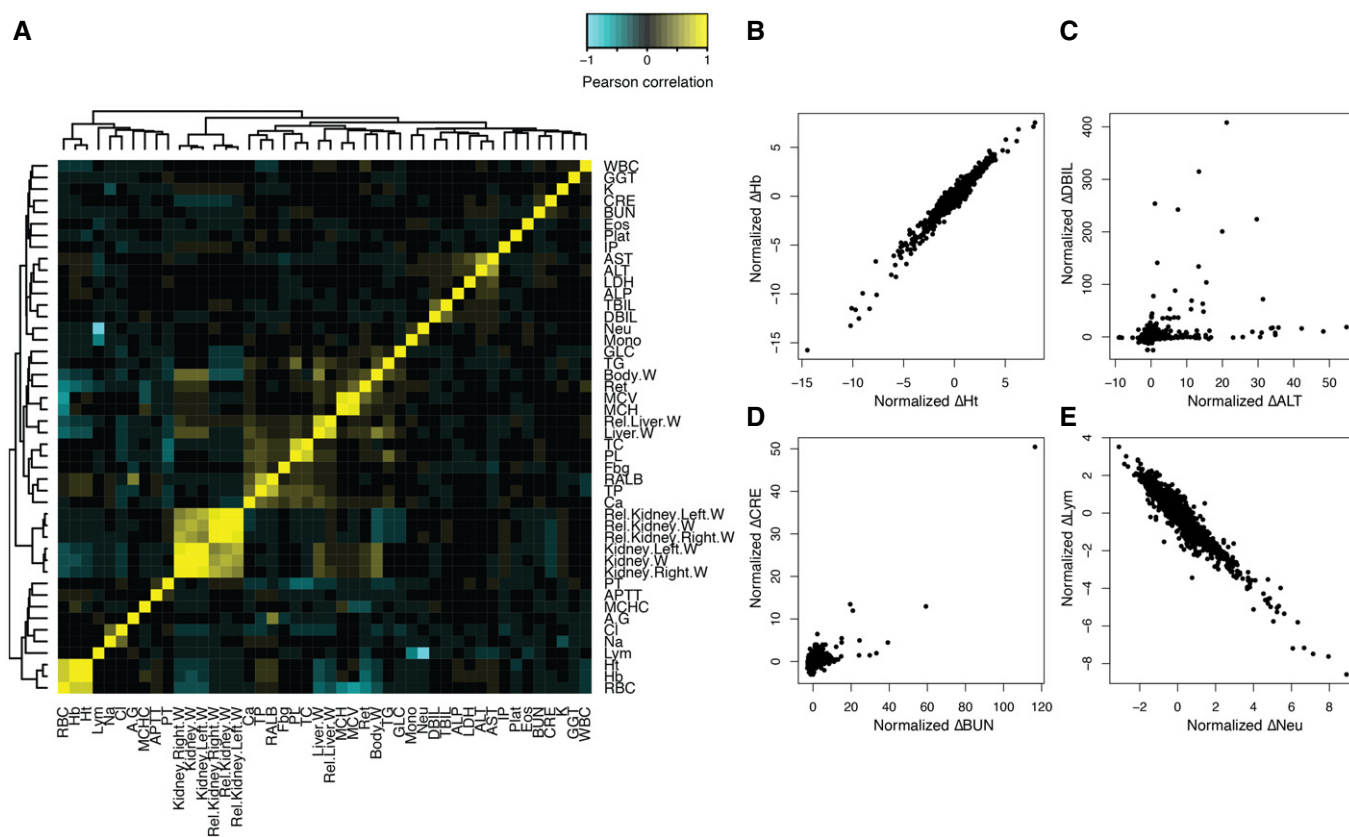 A
−1
0
1
Pearson correlation
WBC
GGT
K
CRE
BUN
Eos
Plat
IP
AST
ALT
LDH
ALP
TBIL
DBIL
Neu
Mono
GLC
TG
Body.W
Ret
MCV
MCH
Rel.Liver.W
Liver.W
TC
PL
Fbg
RALB
TP
Ca
Rel.Kidney.Left.W
Rel.Kidney.W
Rel.Kidney.Right.W
Kidney.Left.W
Kidney.W
Kidney.Right.W
PT
APTT
MCHC
A.G
Cl
Na
Lym
Ht
Hb
RBC
RBC
Hb
Ht
Lym
Na
Cl
A.G
MCHC
APTT
PT
Kidney.Right.W
Kidney.W
Kidney.Left.W
Rel.Kidney.Right.W
Rel.Kidney.W
Rel.Kidney.Left.W
Ca
TP
RALB
Fbg
PL
TC
Liver.W
Rel.Liver.W
MCH
MCV
Ret
Body.W
TG
GLC
Mono
Neu
DBIL
TBIL
ALP
LDH
ALT
AST
IP
Plat
Eos
BUN
CRE
K
GGT
WBC
B
Normalized ΔHb
5
0
−5
−10
−15
−15
−10
−5
0
5
Normalized ΔHt
C
Normalized ΔDBIL
400
300
200
100
0
−10
0
10
20
30
40
50
Normalized ΔALT
D
Normalized ΔCRE
50
40
30
20
10
0
0
20
40
60
80
100
120
Normalized ΔBUN
E
Normalized ΔLym
4
2
0
−2
−4
−6
−8
−2
0
2
4
6
8
Normalized ΔNeu